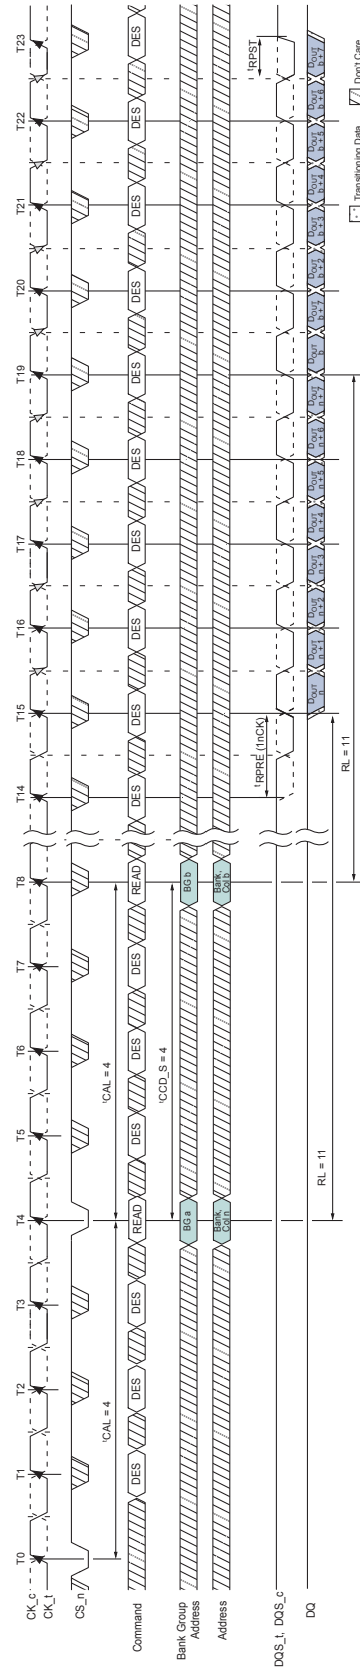 T0 T1 T2 T3 T4 T5 T6 T7 T8 T14 T15 T16 T17 T18 T19 T20 T21 T22 T23
CK_c
CK_t
CS_n
tCAL = 4 tCAL = 4
Command DES DES DES READ DES DES DES READ DES DES DES DES DES DES DES DES DES DES
tCCD_S = 4
Bank Group
Address
BG a BG b
Address
Bank,
Col n
Bank,
Col b
tRPRE (1nCK) tRPST
DQS_t, DQS_c
DQ
DOUT
n
DOUT
n + 1
DOUT
n + 2
DOUT
n + 3
DOUT
n + 4
DOUT
n + 5
DOUT
n + 6
DOUT
n + 7
DOUT
b
DOUT
b + 7
DOUT
b + 2
DOUT
b + 3
DOUT
b + 4
DOUT
b + 5
DOUT
b + 6
DOUT
b + 7
RL = 11
RL = 11
Transitioning Data Don't Care